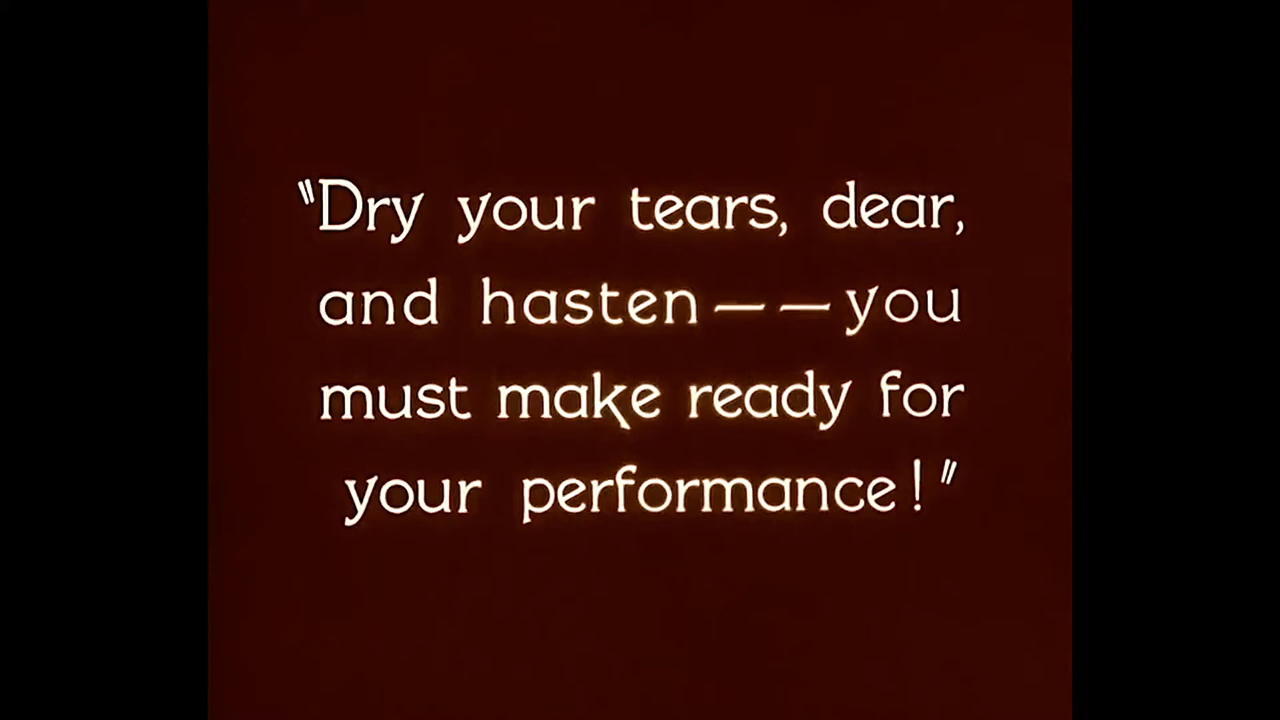 "Dry your tears, dear,
and hasten — — you
must make ready for
your performance!"